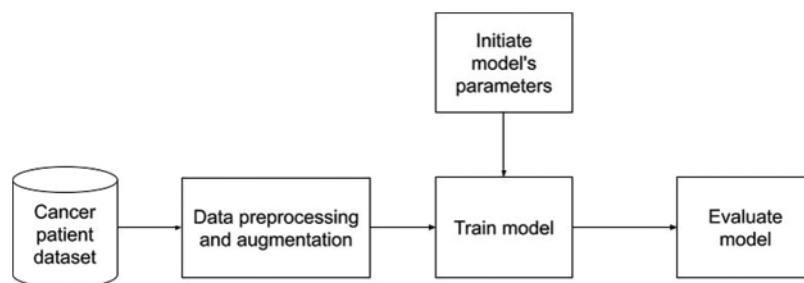 Initiate
model's
parameters
Cancer
patient
dataset
Data preprocessing
and augmentation
Train model
Evaluate
model